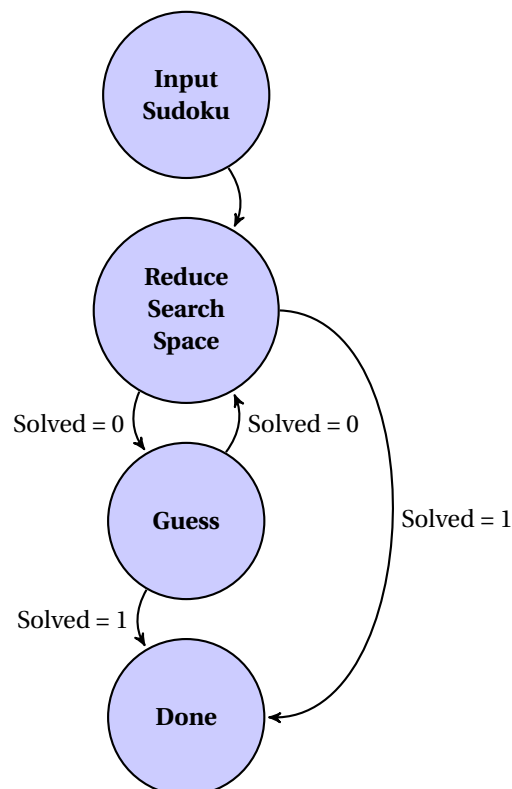 Input
Sudoku
Reduce
Search
Space
Solved = 0
Solved = 0
Guess
Solved = 1
Solved = 1
Done